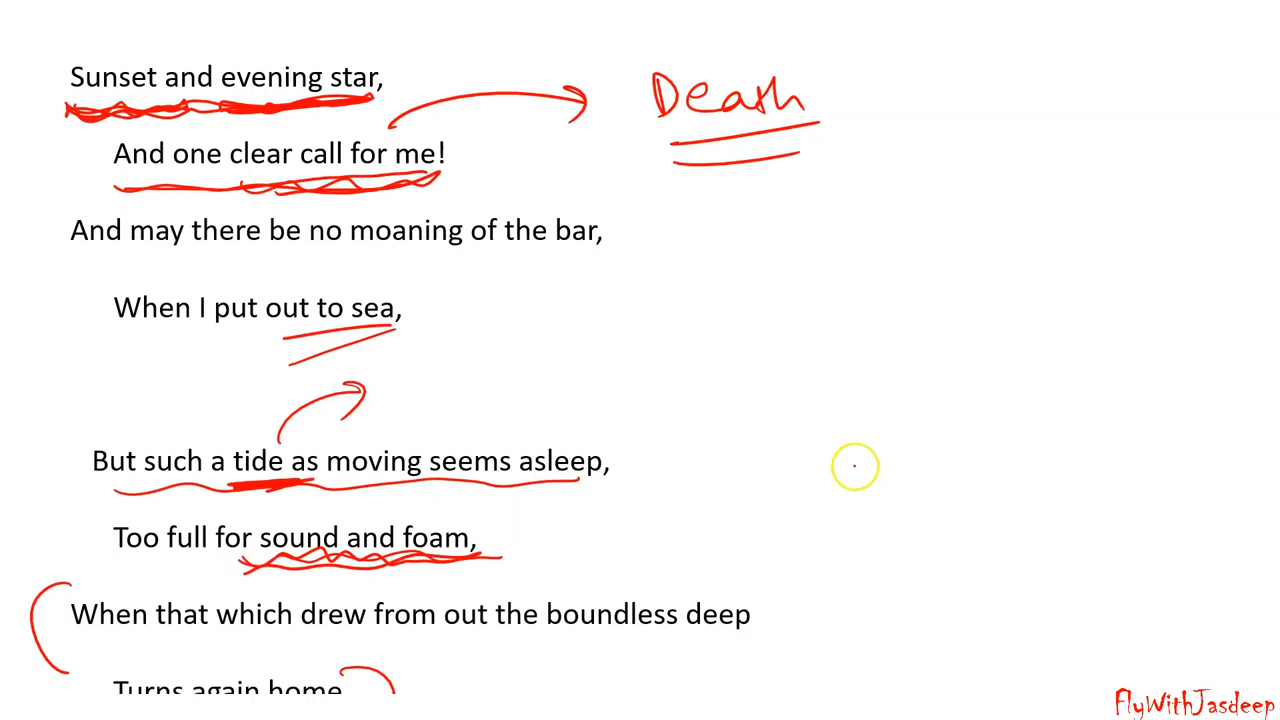 Sunset and evening star,
Death
And one clear call for me!
And may there be no moaning of the bar,
When I put out to sea,
But such a tide as moving seems asleep,
Too full for sound and foam,
When that which drew from out the boundless deep
Turns again home
FlyWithJasdeep